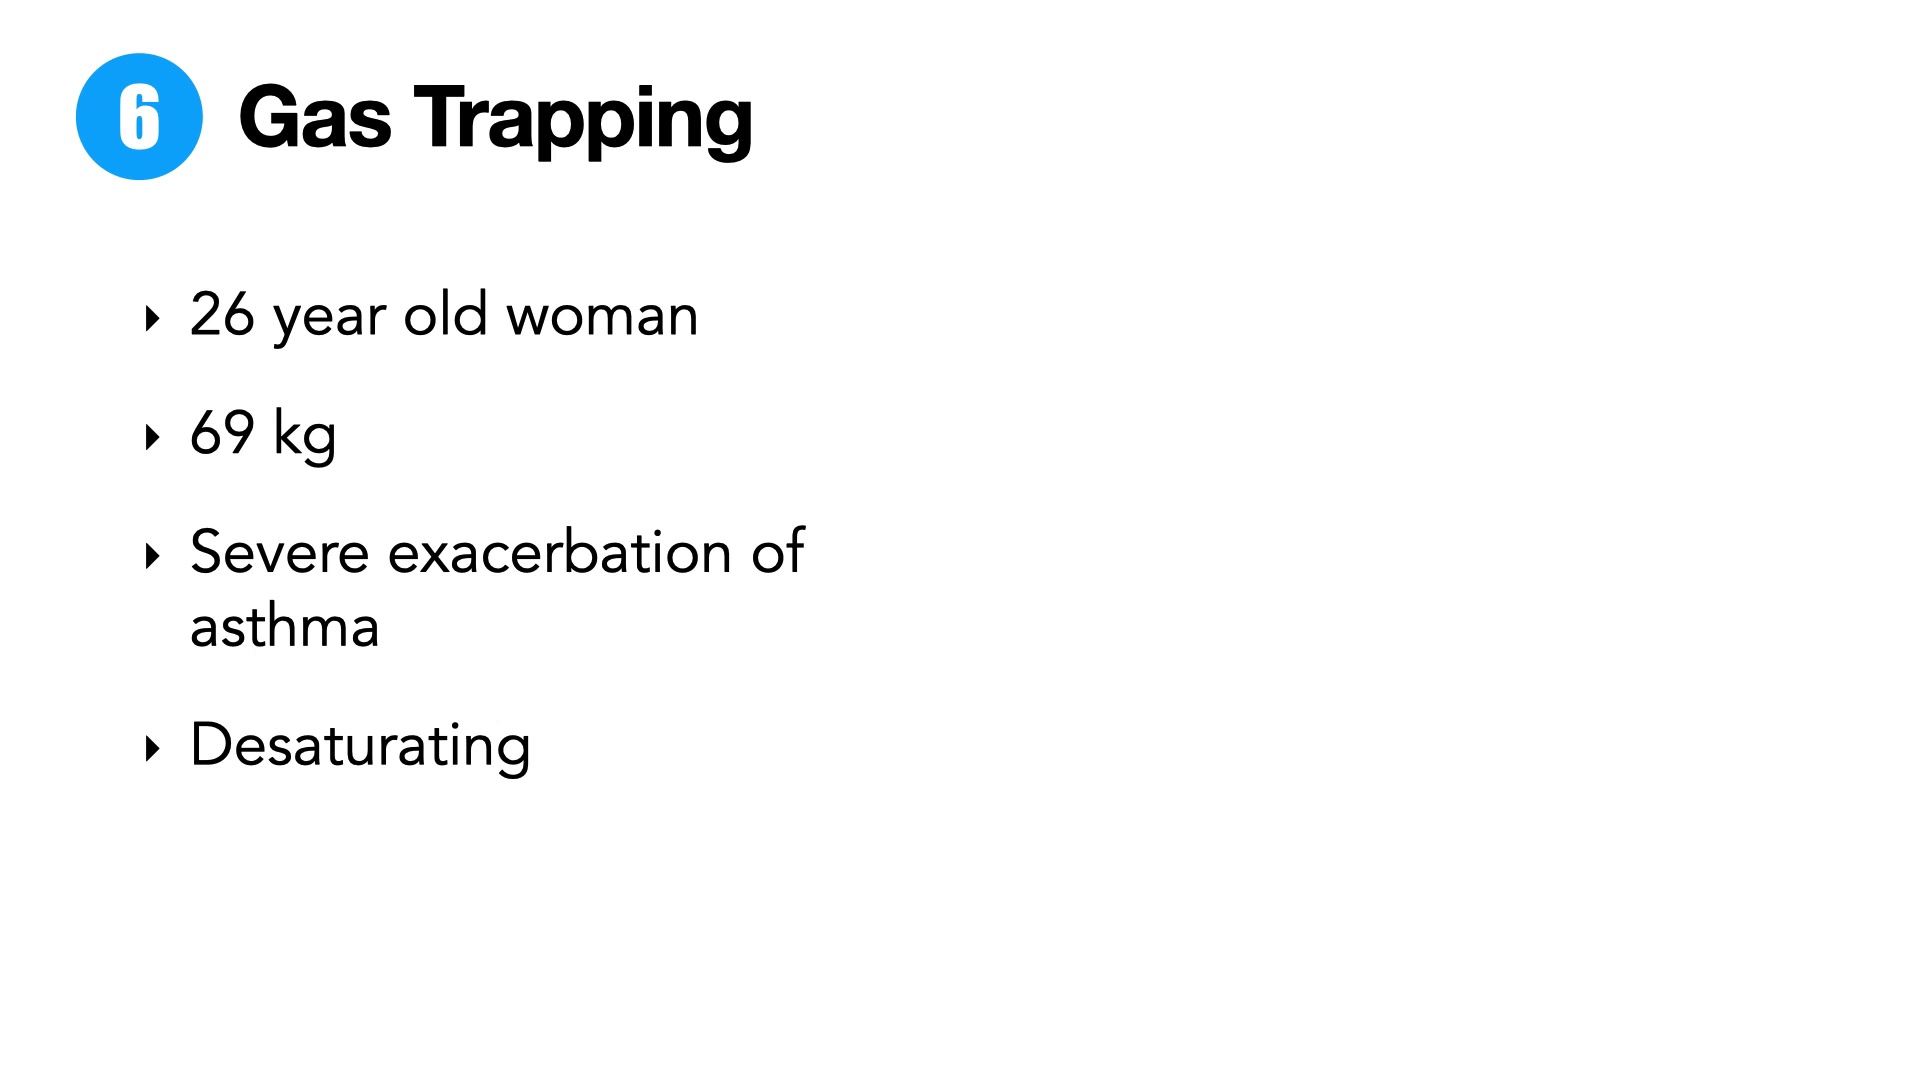 6 Gas Trapping
‣ 26 year old woman
‣ 69 kg
‣ Severe exacerbation of
asthma
‣ Desaturating